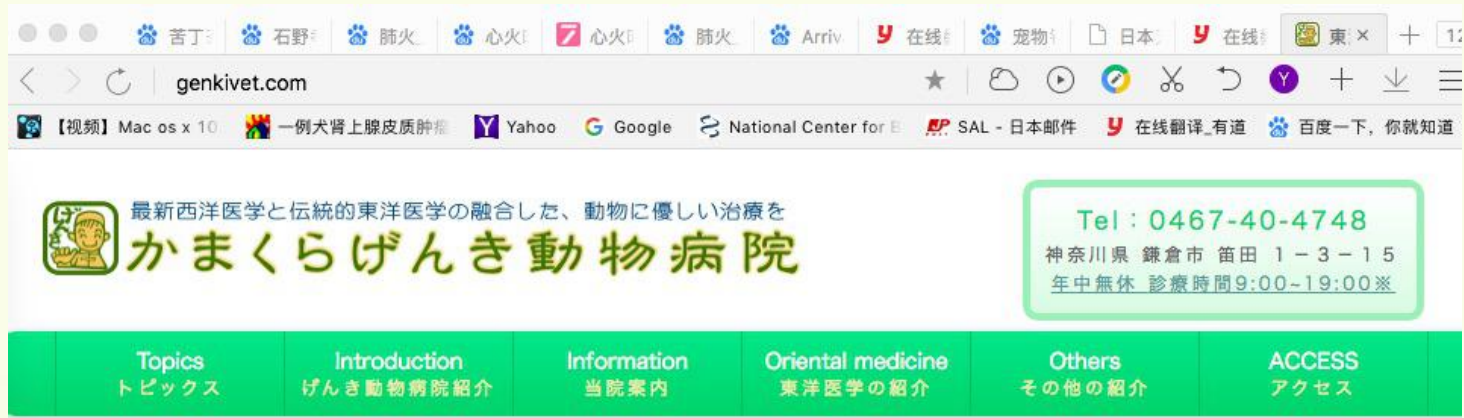 苦丁 石野 肺火 心火 心火 肺火 Arriv 在线 宠物 日本 在线 東 × + 12
genkivet.com
【视频】Mac os x 10 一例犬肾上腺皮质肿瘤 Yahoo Google National Center for B SAL - 日本邮件 在线翻译_有道 百度一下，你就知道
最新西洋医学と伝統的東洋医学の融合した、動物に優しい治療を
げんき
かまくらげんき動物病院
Tel：0467-40-4748
神奈川県 鎌倉市 笛田 1－3－15
年中無休 診療時間9:00~19:00※
Topics Introduction Information Oriental medicine Others ACCESS
トピックス げんき動物病院紹介 当院案内 東洋医学の紹介 その他の紹介 アクセス